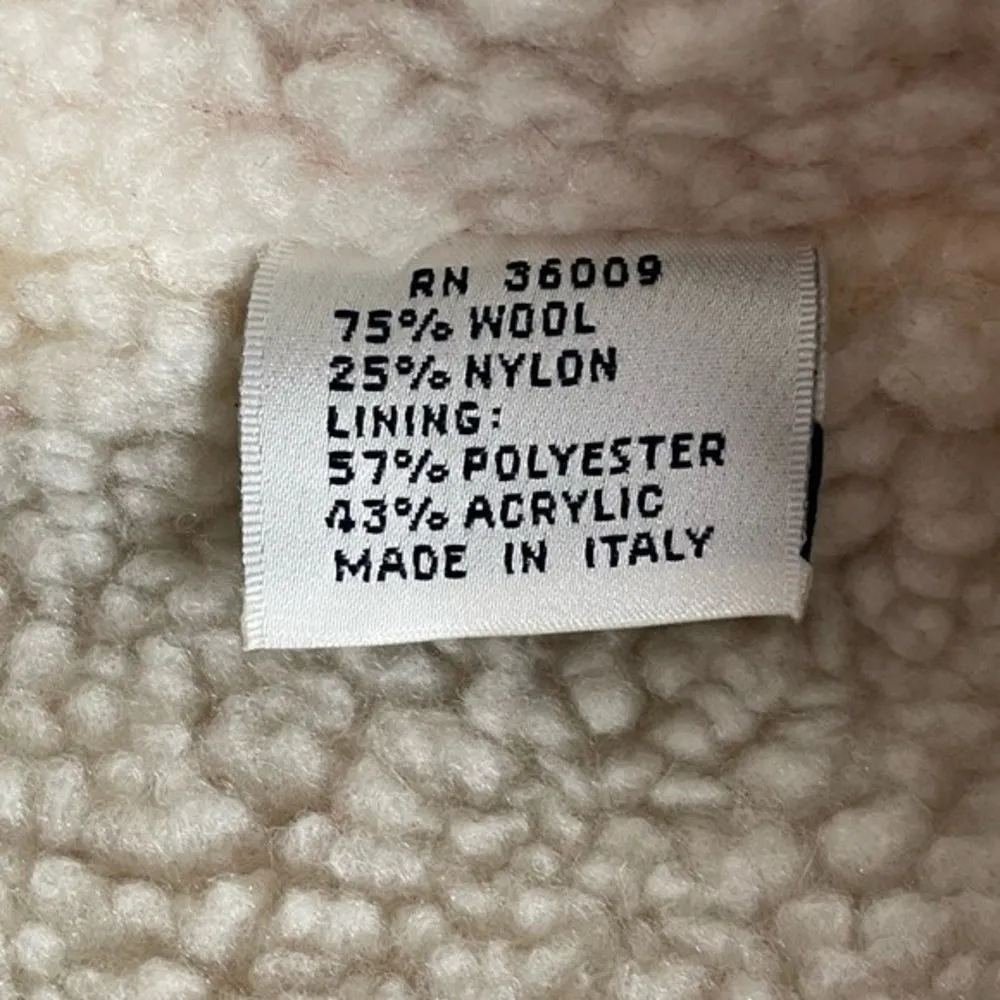 RN 36009
75% WOOL
25% NYLON
LINING:
57% POLYESTER
43% ACRYLIC
MADE IN ITALY